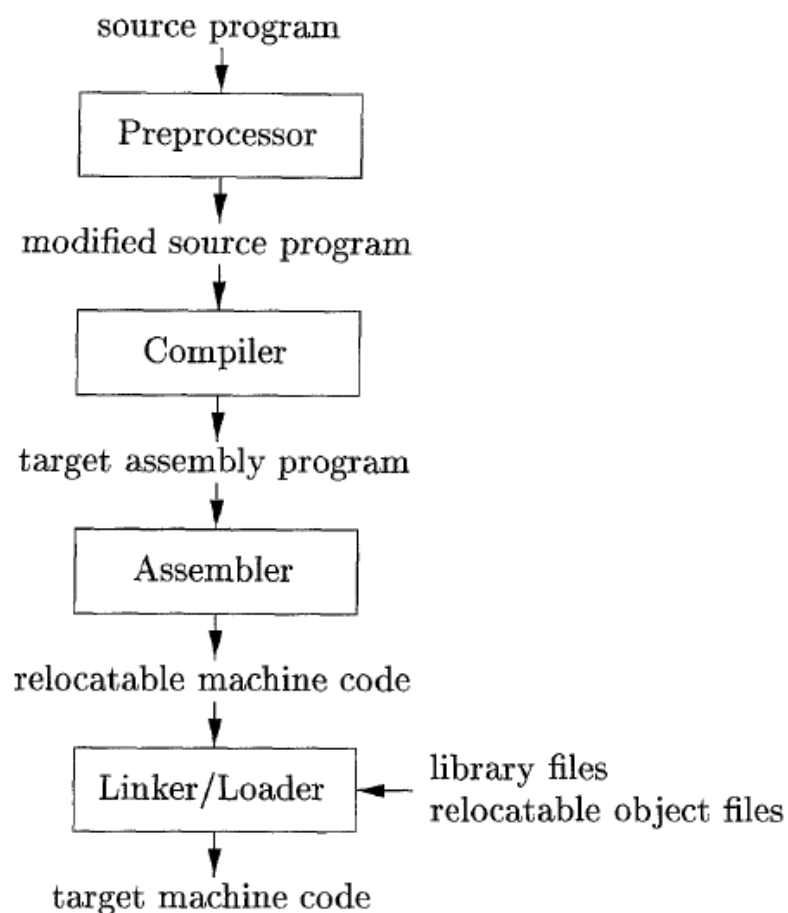 source program
Preprocessor
modified source program
Compiler
target assembly program
Assembler
relocatable machine code
Linker/Loader
library files
relocatable object files
target machine code